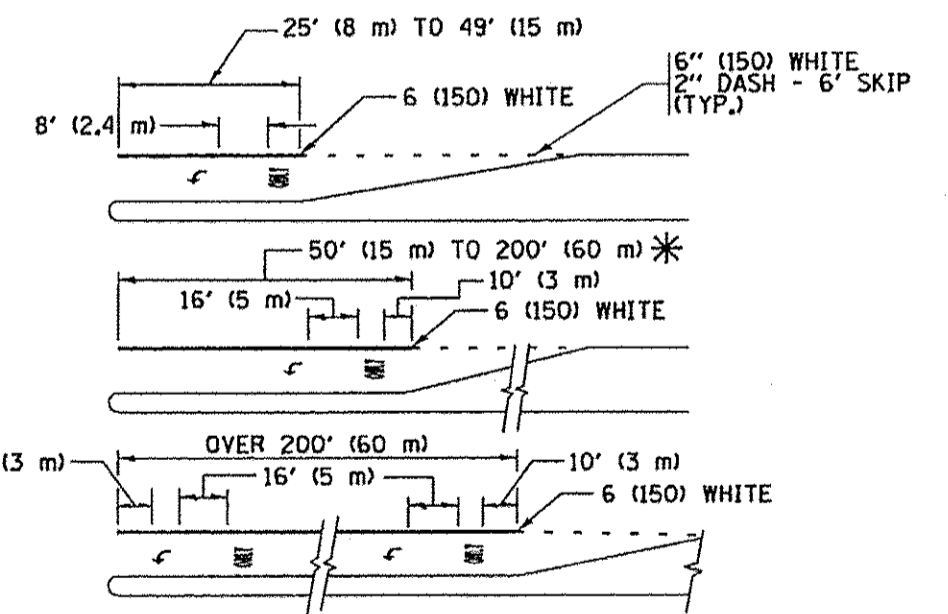 25' (8 m) TO 49' (15 m)
6" (150) WHITE
2" DASH - 6' SKIP
(TYP.)
6 (150) WHITE
8' (2.4 m)
50' (15 m) TO 200' (60 m) ✳
10' (3 m)
16' (5 m)
6 (150) WHITE
OVER 200' (60 m)
(3 m)
16' (5 m)
10' (3 m)
6 (150) WHITE